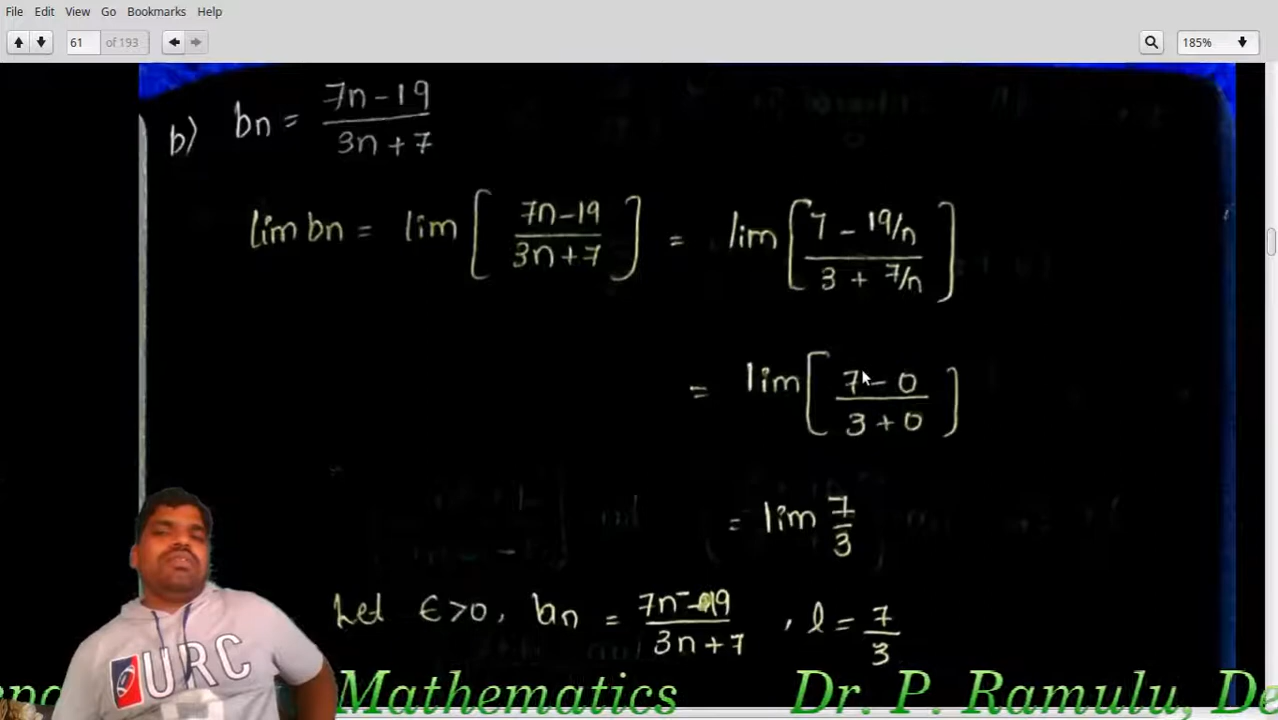 File Edit View Go Bookmarks Help
61 of 193 185%
b) bn = (7n-19)/(3n+7)
lim bn = lim [ (7n-19)/(3n+7) ] = lim [ (7 - 19/n)/(3 + 7/n) ]
= lim [ (7 - 0)/(3 + 0) ]
= lim 7/3
Let ϵ>0, bn = (7n-19)/(3n+7) , l = 7/3
URC
Mathematics Dr. P. Ramulu, De